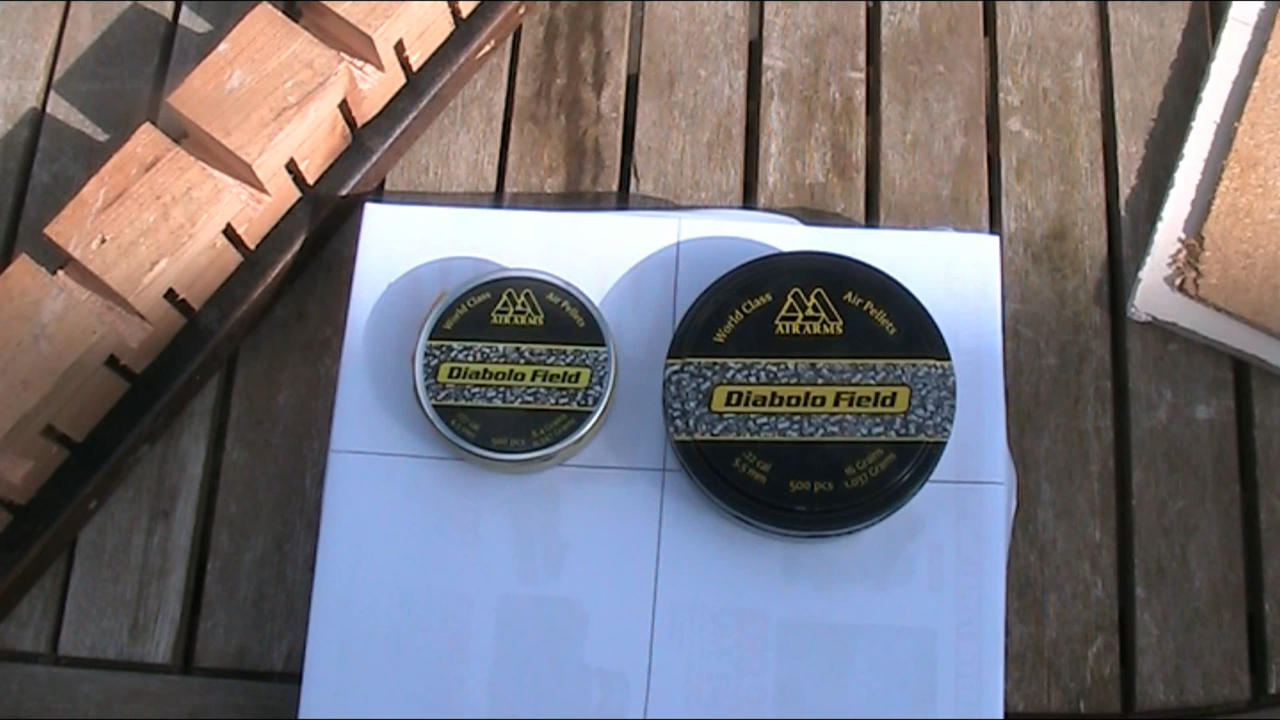 World Class
Air Pellets
AIR ARMS
Diabolo Field
500 pcs
World Class
Air Pellets
AIR ARMS
Diabolo Field
.22 cal
5.5 mm
500 pcs
16 Grains
1.037 Grams